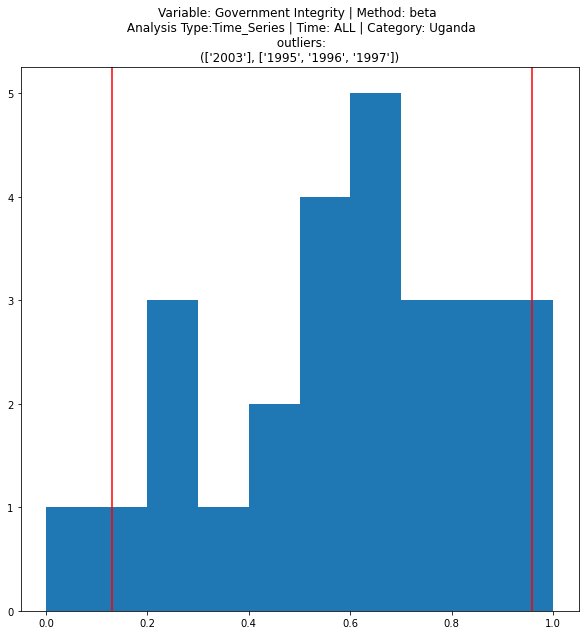 Variable: Government Integrity | Method: beta
Analysis Type:Time_Series | Time: ALL | Category: Uganda
outliers:
(['2003'], ['1995', '1996', '1997'])
5
4
3
2
1
0
0.0 0.2 0.4 0.6 0.8 1.0